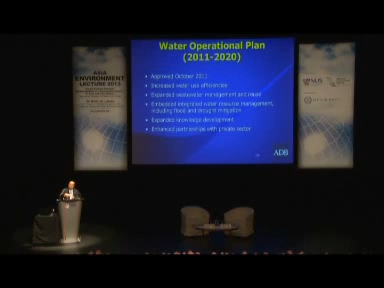 Water Operational Plan
(2011-2020)
Approved October 2011
Increased water use efficiencies
Expanded wastewater management and reuse
Embedded integrated water resource management,
including flood and drought mitigation
Expanded knowledge development
Enhanced partnerships with private sector
ADB
ASIA
ENVIRONMENT
LECTURE 2013
NUS